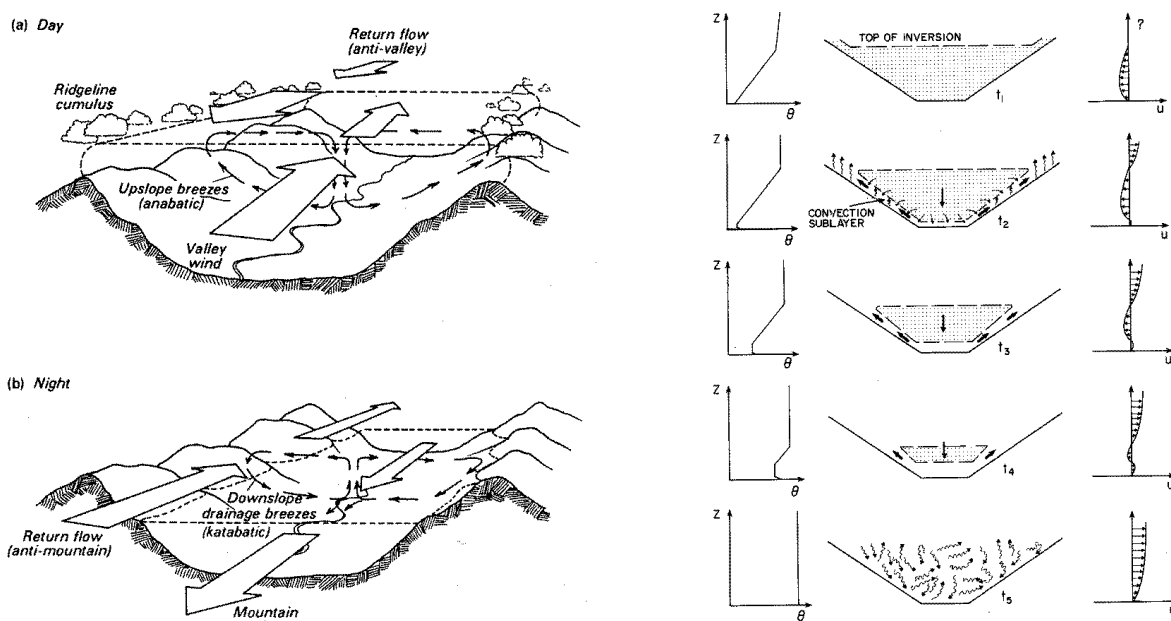 (a) Day
Return flow
(anti-valley)
Ridgeline
cumulus
Upslope breezes
(anabatic)
Valley
wind
(b) Night
Downslope
drainage breezes
(katabatic)
Return flow
(anti-mountain)
Mountain
Z
θ
TOP OF INVERSION
t₁
?
u
Z
θ
CONVECTION
SUBLAYER
t₂
u
Z
θ
t₃
u
Z
θ
t₄
u
Z
θ
t₅